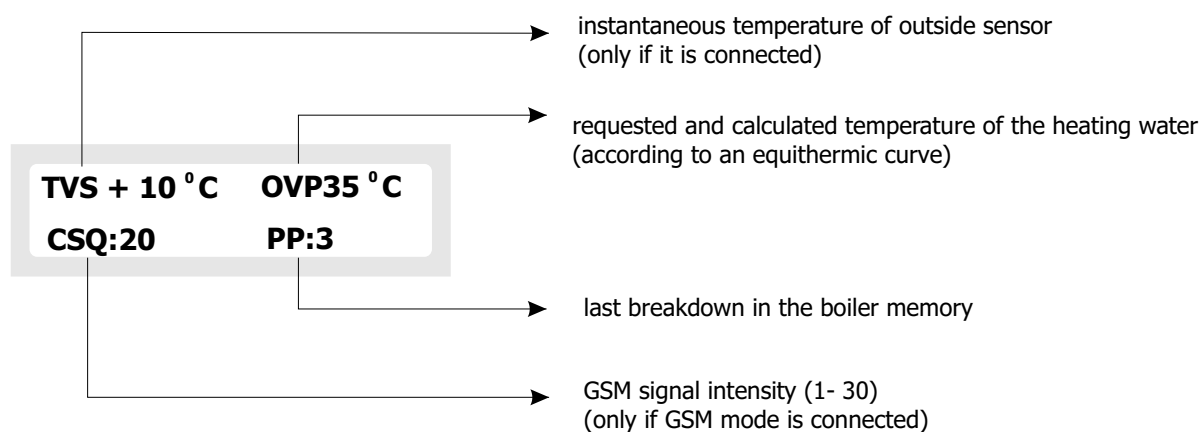 instantaneous temperature of outside sensor
(only if it is connected)
requested and calculated temperature of the heating water
(according to an equithermic curve)
TVS + 10 ⁰C OVP35 ⁰C
CSQ:20 PP:3
last breakdown in the boiler memory
GSM signal intensity (1- 30)
(only if GSM mode is connected)